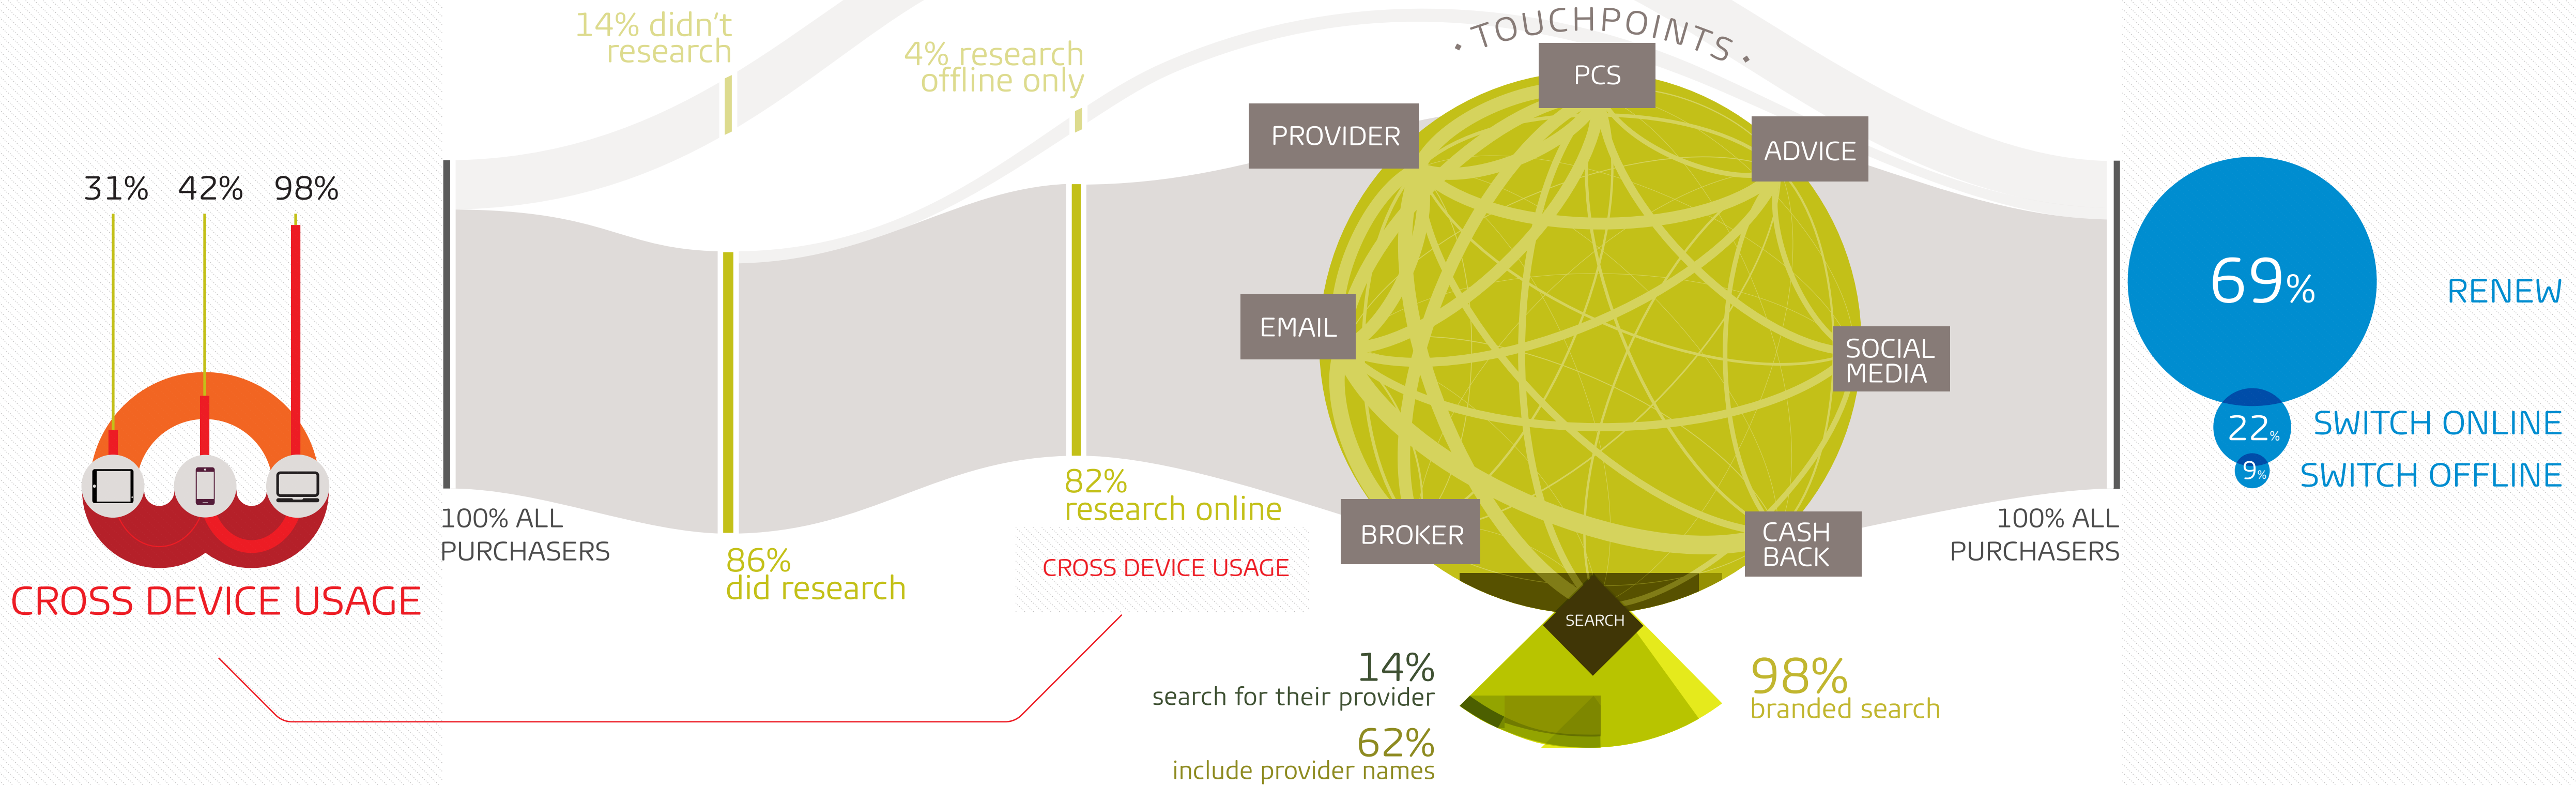 31% 42% 98%
CROSS DEVICE USAGE
100% ALL
PURCHASERS
14% didn't
research
86%
did research
4% research
offline only
82%
research online
CROSS DEVICE USAGE
· TOUCHPOINTS ·
PCS
PROVIDER
ADVICE
EMAIL
SOCIAL
MEDIA
BROKER
CASH
BACK
SEARCH
14%
search for their provider
62%
include provider names
98%
branded search
100% ALL
PURCHASERS
69%
RENEW
22%
SWITCH ONLINE
9%
SWITCH OFFLINE